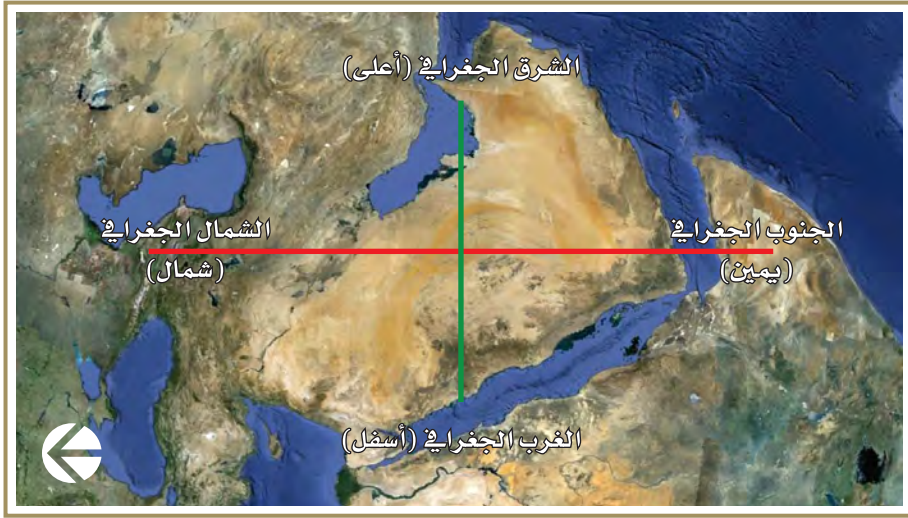 الشرق الجغرافي (أعلى)
الجنوب الجغرافي
(يمين)
الشمال الجغرافي
(شمال)
الغرب الجغرافي (أسفل)